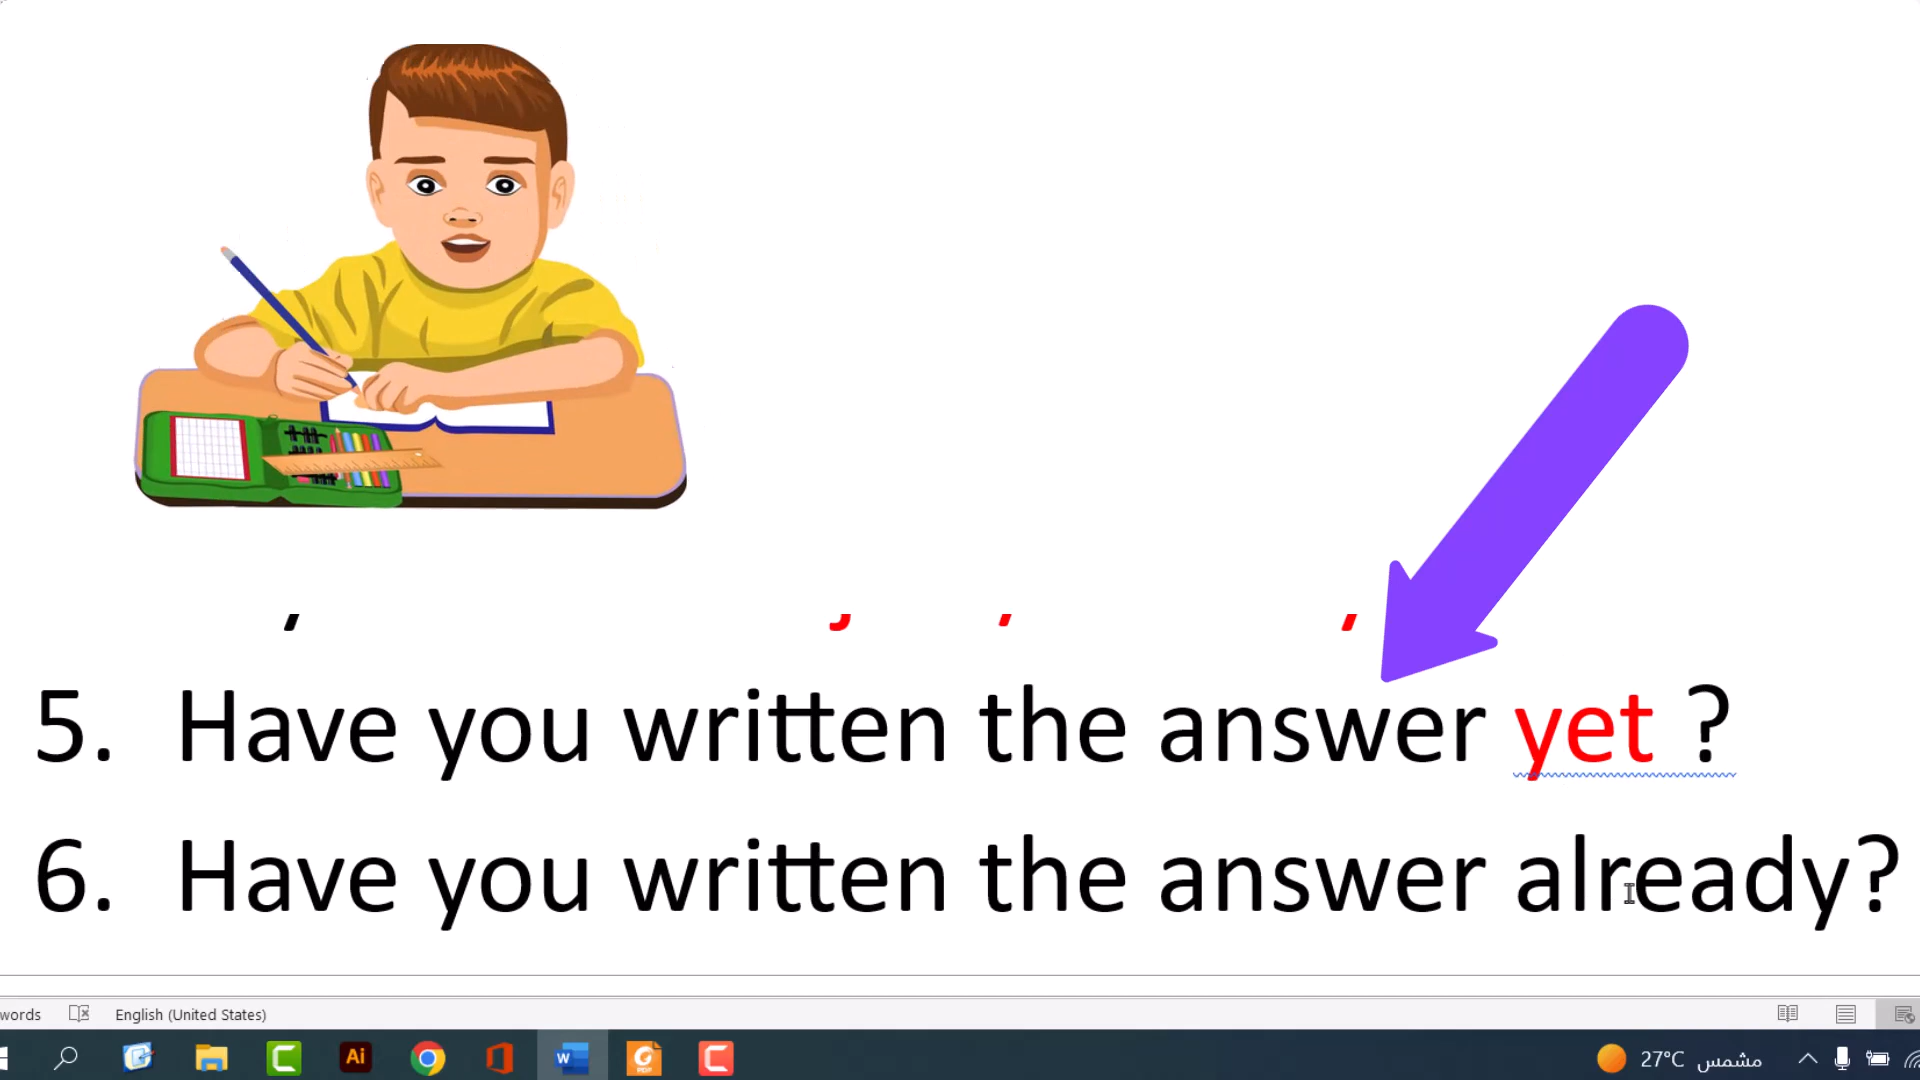 5. Have you written the answer yet ?
6. Have you written the answer already?
words English (United States)
Ai 27°C مشمس